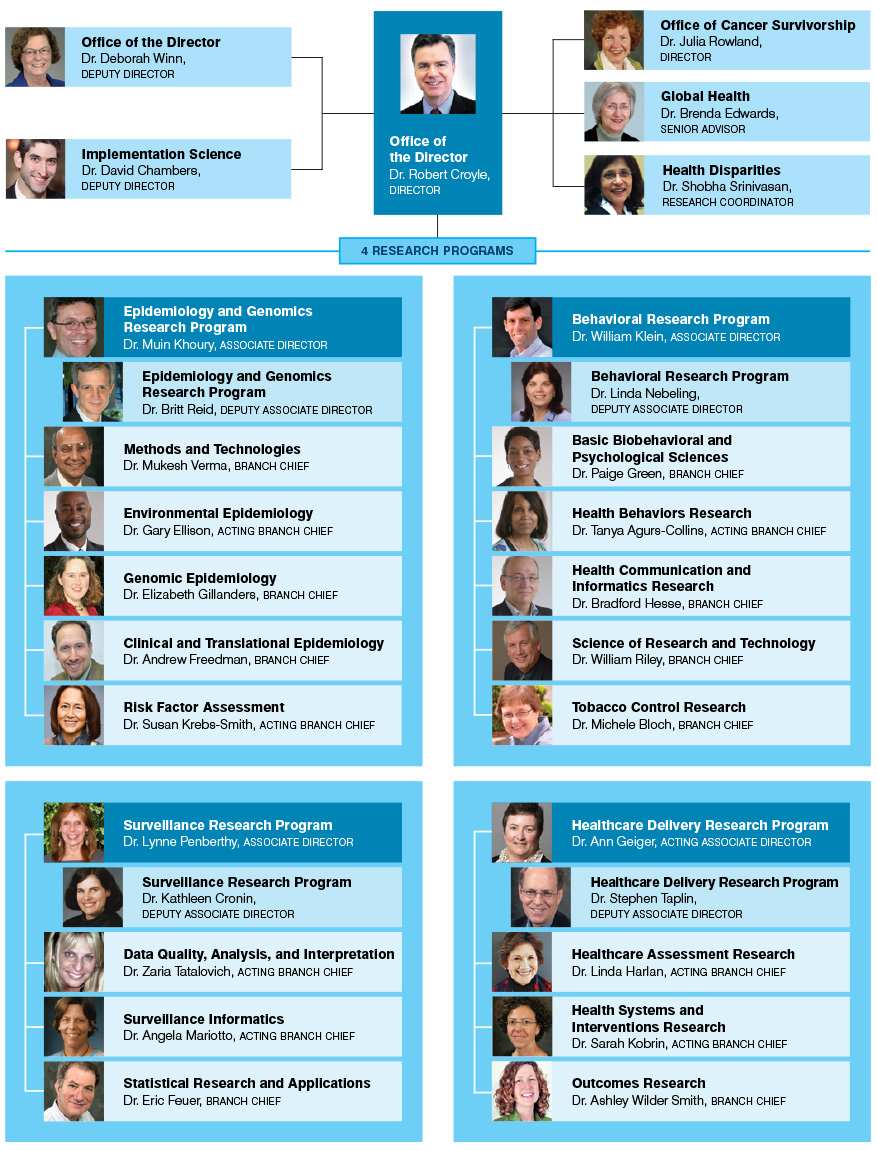 Office of the Director
Dr. Deborah Winn,
DEPUTY DIRECTOR
Implementation Science
Dr. David Chambers,
DEPUTY DIRECTOR
Office of
the Director
Dr. Robert Croyle,
DIRECTOR
Office of Cancer Survivorship
Dr. Julia Rowland,
DIRECTOR
Global Health
Dr. Brenda Edwards,
SENIOR ADVISOR
Health Disparities
Dr. Shobha Srinivasan,
RESEARCH COORDINATOR
4 RESEARCH PROGRAMS
Epidemiology and Genomics
Research Program
Dr. Muin Khoury, ASSOCIATE DIRECTOR
Epidemiology and Genomics
Research Program
Dr. Britt Reid, DEPUTY ASSOCIATE DIRECTOR
Methods and Technologies
Dr. Mukesh Verma, BRANCH CHIEF
Environmental Epidemiology
Dr. Gary Ellison, ACTING BRANCH CHIEF
Genomic Epidemiology
Dr. Elizabeth Gillanders, BRANCH CHIEF
Clinical and Translational Epidemiology
Dr. Andrew Freedman, BRANCH CHIEF
Risk Factor Assessment
Dr. Susan Krebs-Smith, ACTING BRANCH CHIEF
Behavioral Research Program
Dr. William Klein, ASSOCIATE DIRECTOR
Behavioral Research Program
Dr. Linda Nebeling,
DEPUTY ASSOCIATE DIRECTOR
Basic Biobehavioral and
Psychological Sciences
Dr. Paige Green, BRANCH CHIEF
Health Behaviors Research
Dr. Tanya Agurs-Collins, ACTING BRANCH CHIEF
Health Communication and
Informatics Research
Dr. Bradford Hesse, BRANCH CHIEF
Science of Research and Technology
Dr. William Riley, BRANCH CHIEF
Tobacco Control Research
Dr. Michele Bloch, BRANCH CHIEF
Surveillance Research Program
Dr. Lynne Penberthy, ASSOCIATE DIRECTOR
Surveillance Research Program
Dr. Kathleen Cronin,
DEPUTY ASSOCIATE DIRECTOR
Data Quality, Analysis, and Interpretation
Dr. Zaria Tatalovich, ACTING BRANCH CHIEF
Surveillance Informatics
Dr. Angela Mariotto, ACTING BRANCH CHIEF
Statistical Research and Applications
Dr. Eric Feuer, BRANCH CHIEF
Healthcare Delivery Research Program
Dr. Ann Geiger, ACTING ASSOCIATE DIRECTOR
Healthcare Delivery Research Program
Dr. Stephen Taplin,
DEPUTY ASSOCIATE DIRECTOR
Healthcare Assessment Research
Dr. Linda Harlan, ACTING BRANCH CHIEF
Health Systems and
Interventions Research
Dr. Sarah Kobrin, ACTING BRANCH CHIEF
Outcomes Research
Dr. Ashley Wilder Smith, BRANCH CHIEF